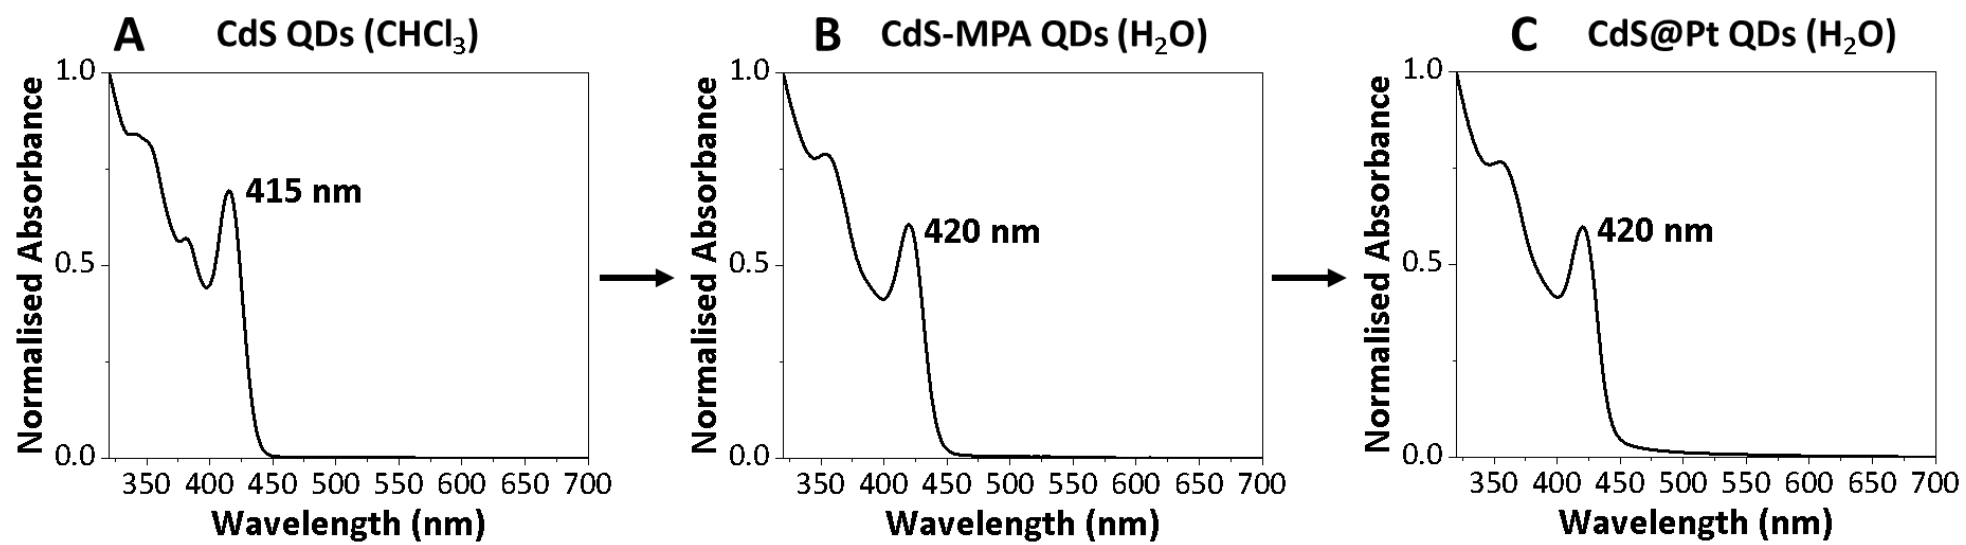 A CdS QDs (CHCl₃)
Normalised Absorbance
1.0
0.5
0.0
415 nm
350 400 450 500 550 600 650 700
Wavelength (nm)
B CdS-MPA QDs (H₂O)
Normalised Absorbance
1.0
0.5
0.0
420 nm
350 400 450 500 550 600 650 700
Wavelength (nm)
C CdS@Pt QDs (H₂O)
Normalised Absorbance
1.0
0.5
0.0
420 nm
350 400 450 500 550 600 650 700
Wavelength (nm)